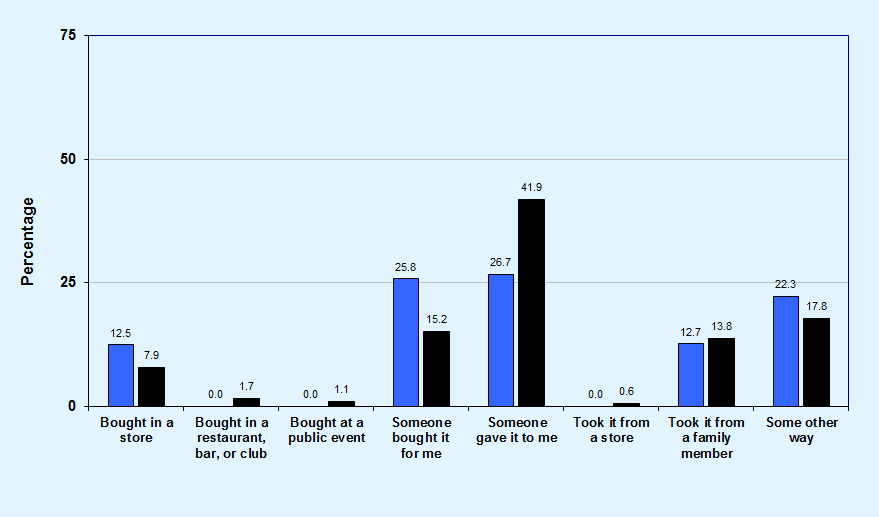 75
50
25
0
Percentage
12.5
7.9
0.0
1.7
0.0
1.1
25.8
15.2
26.7
41.9
0.0
0.6
12.7
13.8
22.3
17.8
Bought in a
store
Bought in a
restaurant,
bar, or club
Bought at a
public event
Someone
bought it
for me
Someone
gave it to me
Took it from
a store
Took it from
a family
member
Some other
way